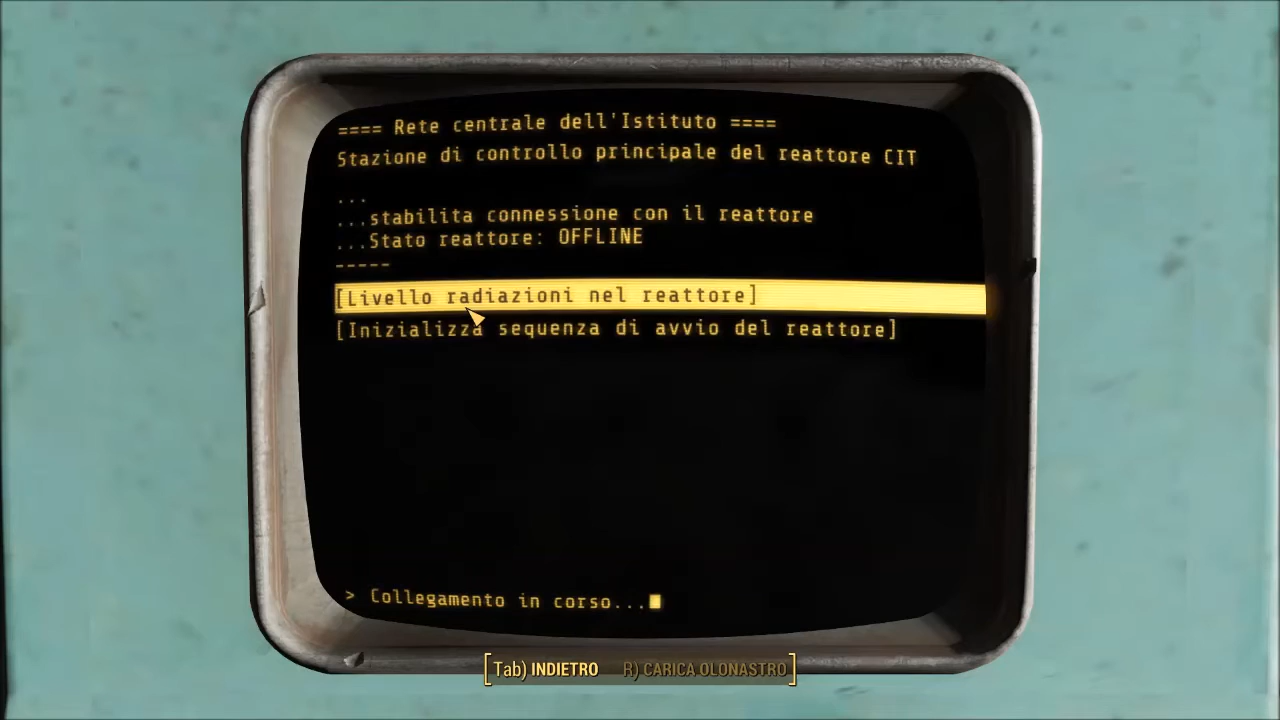 ==== Rete centrale dell'Istituto ====
Stazione di controllo principale del reattore CIT
...
...stabilita connessione con il reattore
...Stato reattore: OFFLINE
-----
[Livello radiazioni nel reattore]
[Inizializza sequenza di avvio del reattore]
> Collegamento in corso...
[Tab) INDIETRO R) CARICA OLONASTRO]